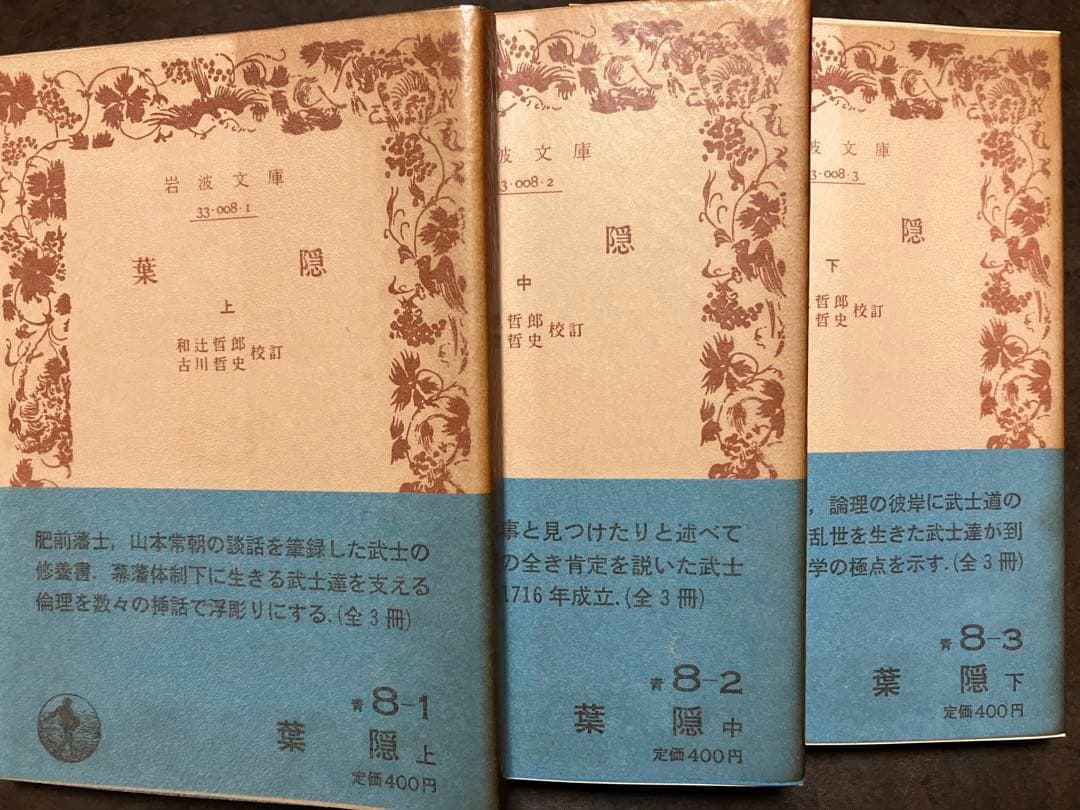 岩波文庫
33-008-1
葉隠
上
和辻哲郎
古川哲史 校訂
肥前藩士，山本常朝の談話を筆録した武士の
修養書．幕藩体制下に生きる武士達を支える
倫理を数々の挿話で浮彫りにする．(全3冊)
青 8-1
葉隠 上
定価400円
波文庫
3-008-2
隠
中
哲郎
哲史 校訂
事と見つけたりと述べて
の全き肯定を説いた武士
1716年成立．(全3冊)
青 8-2
葉隠 中
定価400円
波文庫
3-008-3
隠
下
哲郎
哲史 校訂
，論理の彼岸に武士道の
乱世を生きた武士達が到
学の極点を示す．(全3冊)
青 8-3
葉隠 下
定価400円